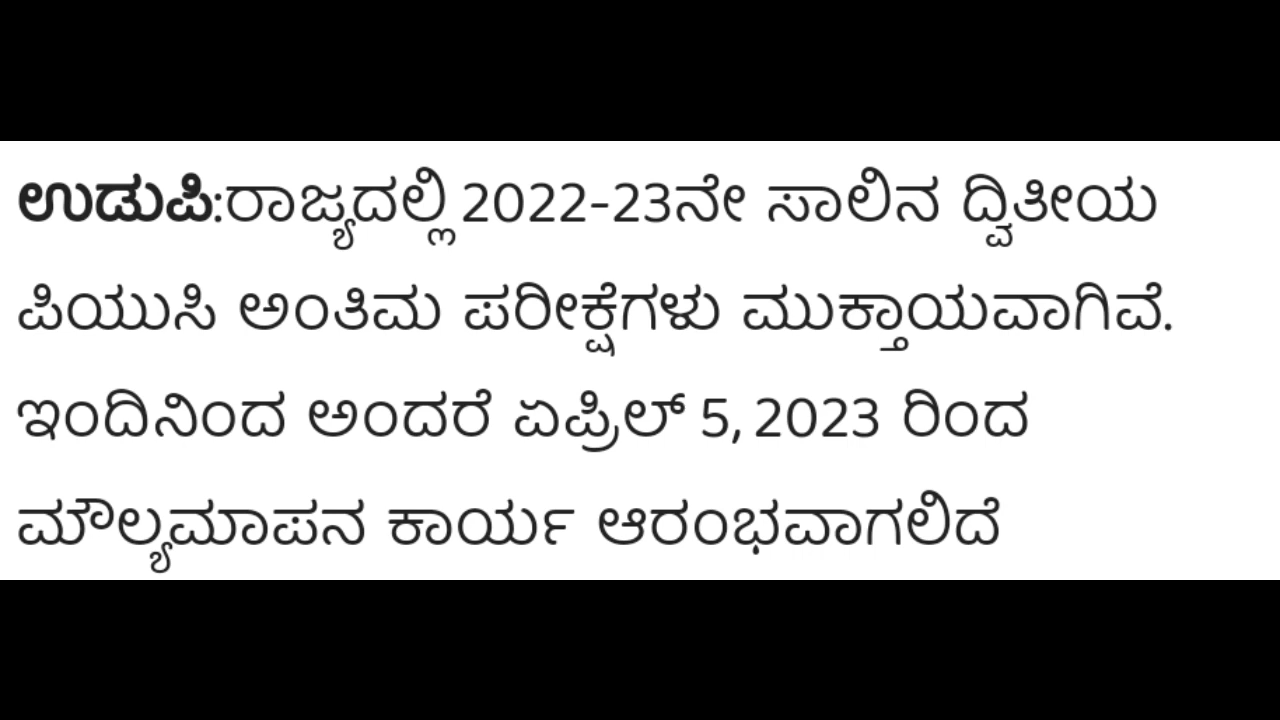 ಉಡುಪಿ:ರಾಜ್ಯದಲ್ಲಿ 2022-23ನೇ ಸಾಲಿನ ದ್ವಿತೀಯ
ಪಿಯುಸಿ ಅಂತಿಮ ಪರೀಕ್ಷೆಗಳು ಮುಕ್ತಾಯವಾಗಿವೆ.
ಇಂದಿನಿಂದ ಅಂದರೆ ಏಪ್ರಿಲ್ 5, 2023 ರಿಂದ
ಮೌಲ್ಯಮಾಪನ ಕಾರ್ಯ ಆರಂಭವಾಗಲಿದೆ